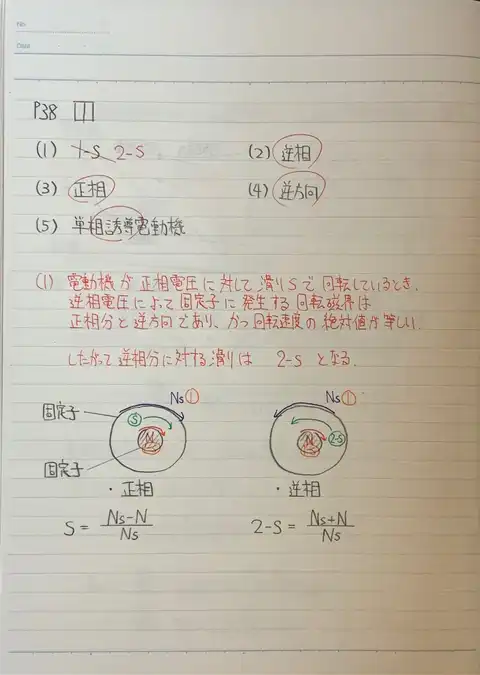 No.
Date
P38 1
(1) 1-S 2-S (2) 逆相
(3) 正相 (4) 逆方向
(5) 単相誘導電動機
(1) 電動機が正相電圧に対して滑りSで回転しているとき、
逆相電圧によって固定子に発生する回転磁界は
正相分と逆方向であり、かつ回転速度の絶対値が等しい.
したがって逆相分に対する滑りは 2-S となる.
Ns① Ns①
固定子 S N N 2-S
固定子
・正相 ・逆相
S = Ns-N/Ns 2-S = Ns+N/Ns